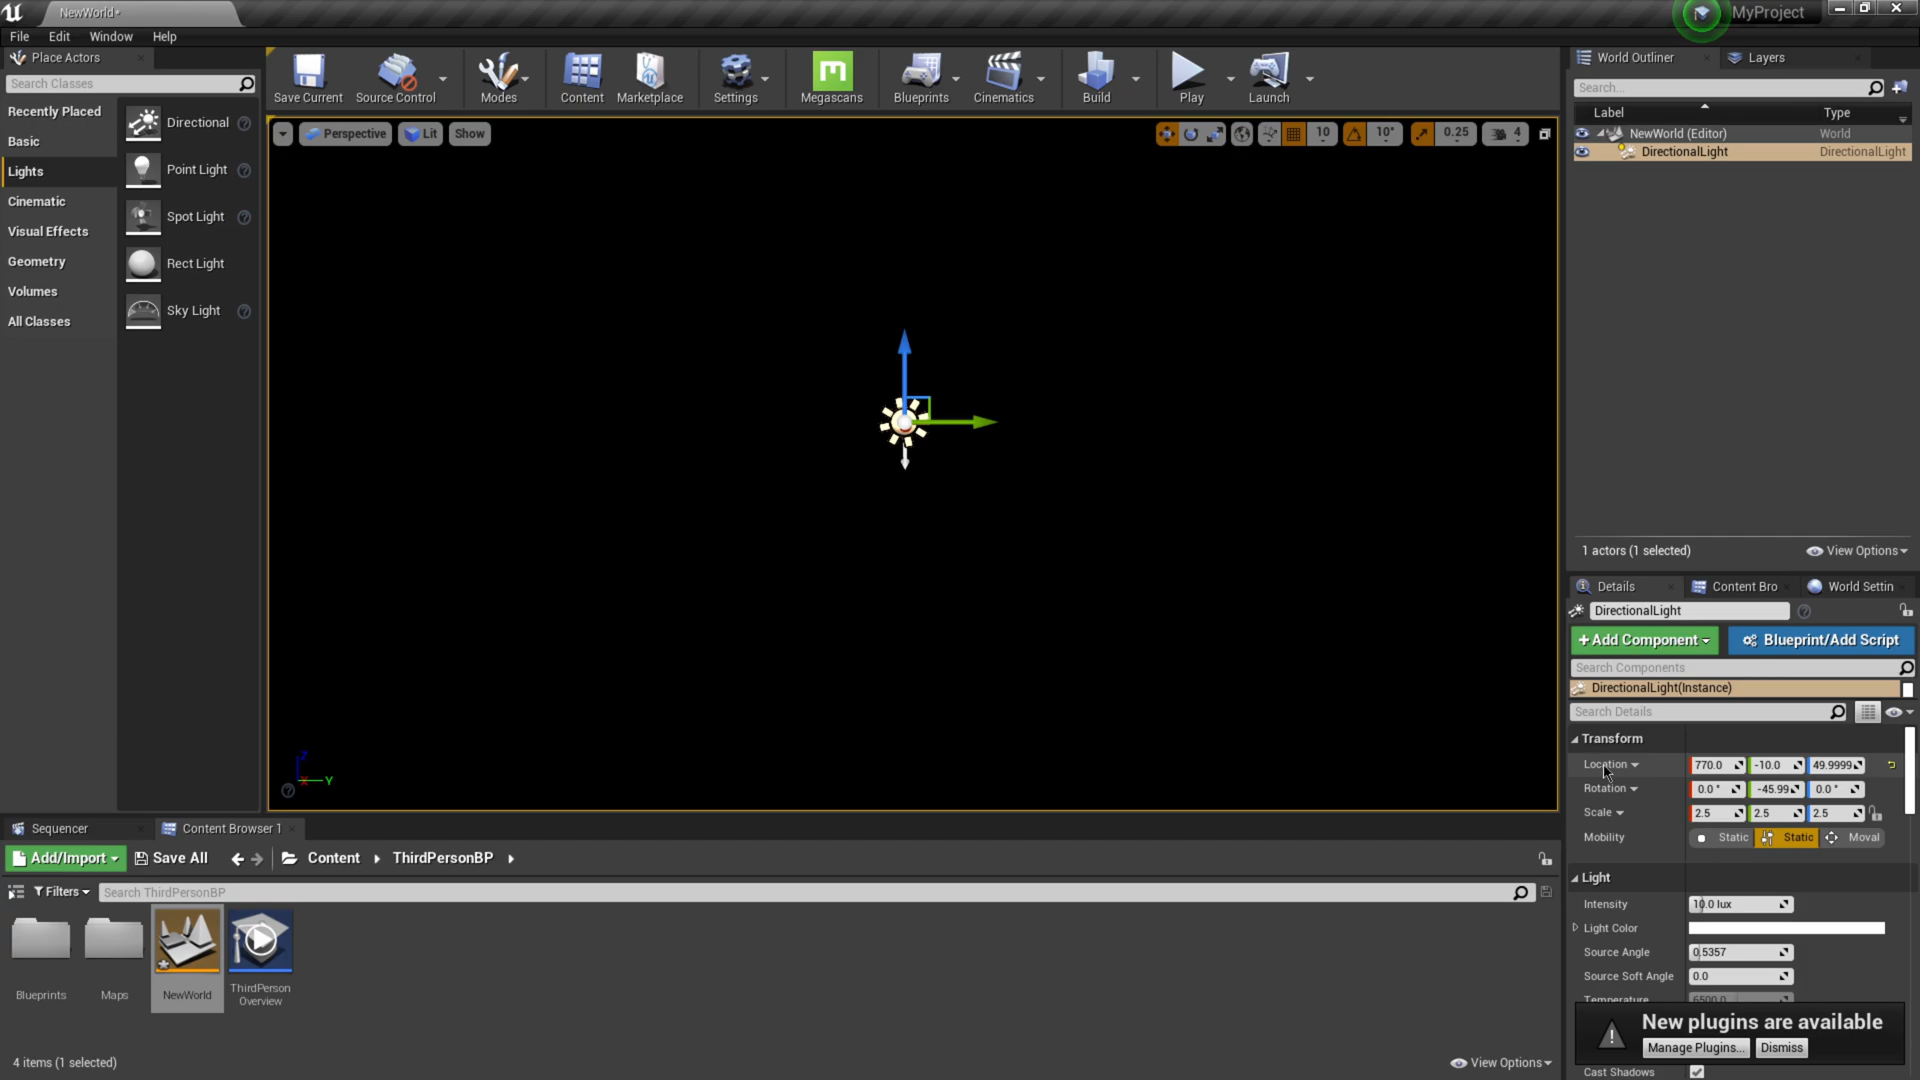 NewWorld•
MyProject
File Edit Window Help
Place Actors
Search Classes
Recently Placed
Basic
Lights
Cinematic
Visual Effects
Geometry
Volumes
All Classes
Directional
Point Light
Spot Light
Rect Light
Sky Light
Save Current
Source Control
Modes
Content
Marketplace
Settings
Megascans
Blueprints
Cinematics
Build
Play
Launch
Perspective
Lit
Show
10
10°
0.25
4
X
Y
Z
World Outliner
Layers
Search...
Label Type
NewWorld (Editor) World
DirectionalLight DirectionalLight
1 actors (1 selected)
View Options
Details
Content Bro
World Settin
DirectionalLight
+Add Component
Blueprint/Add Script
Search Components
DirectionalLight(Instance)
Search Details
Transform
Location 770.0 -10.0 49.9999
Rotation 0.0 ° -45.99 0.0 °
Scale 2.5 2.5 2.5
Mobility Static Static Moval
Light
Intensity 10.0 lux
Light Color
Source Angle 0.5357
Source Soft Angle 0.0
Temperature 6500.0
New plugins are available
Manage Plugins... Dismiss
Cast Shadows
Sequencer
Content Browser 1
Add/Import
Save All
Content
ThirdPersonBP
Filters
Search ThirdPersonBP
Blueprints
Maps
NewWorld
ThirdPerson
Overview
4 items (1 selected)
View Options